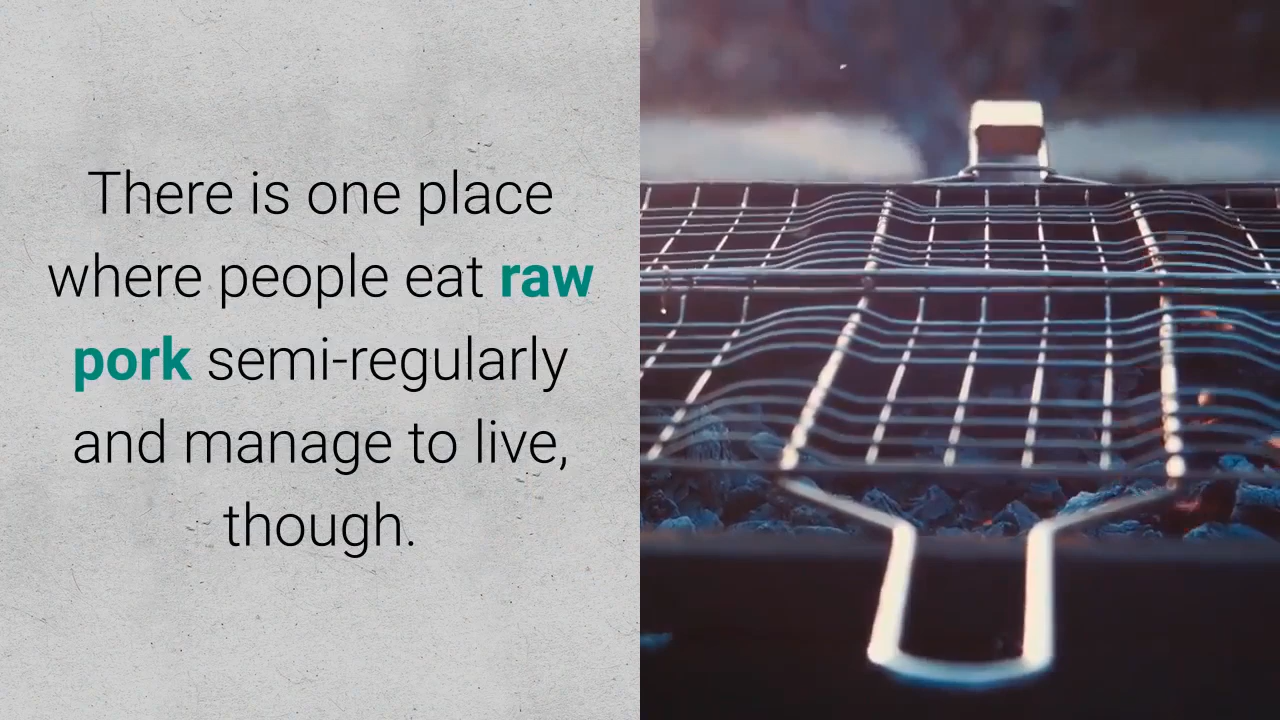 There is one place
where people eat raw
pork semi-regularly
and manage to live,
though.